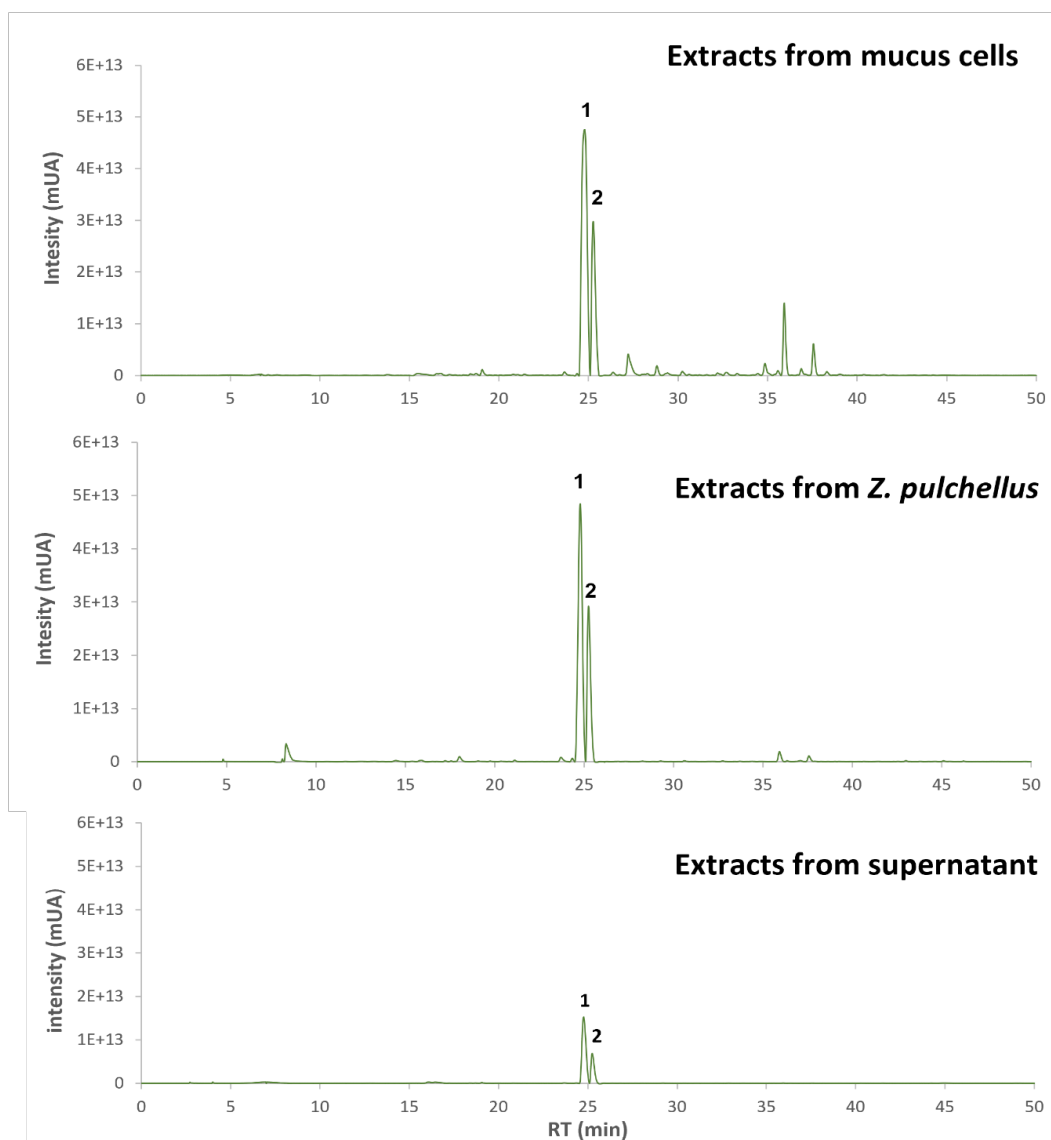 Extracts from mucus cells
6E+13
5E+13
4E+13
3E+13
2E+13
1E+13
0
Intesity (mUA)
1
2
0 5 10 15 20 25 30 35 40 45 50
Extracts from Z. pulchellus
6E+13
5E+13
4E+13
3E+13
2E+13
1E+13
0
Intesity (mUA)
1
2
0 5 10 15 20 25 30 35 40 45 50
Extracts from supernatant
6E+13
5E+13
4E+13
3E+13
2E+13
1E+13
0
intensity (mUA)
1
2
0 5 10 15 20 25 30 35 40 45 50
RT (min)